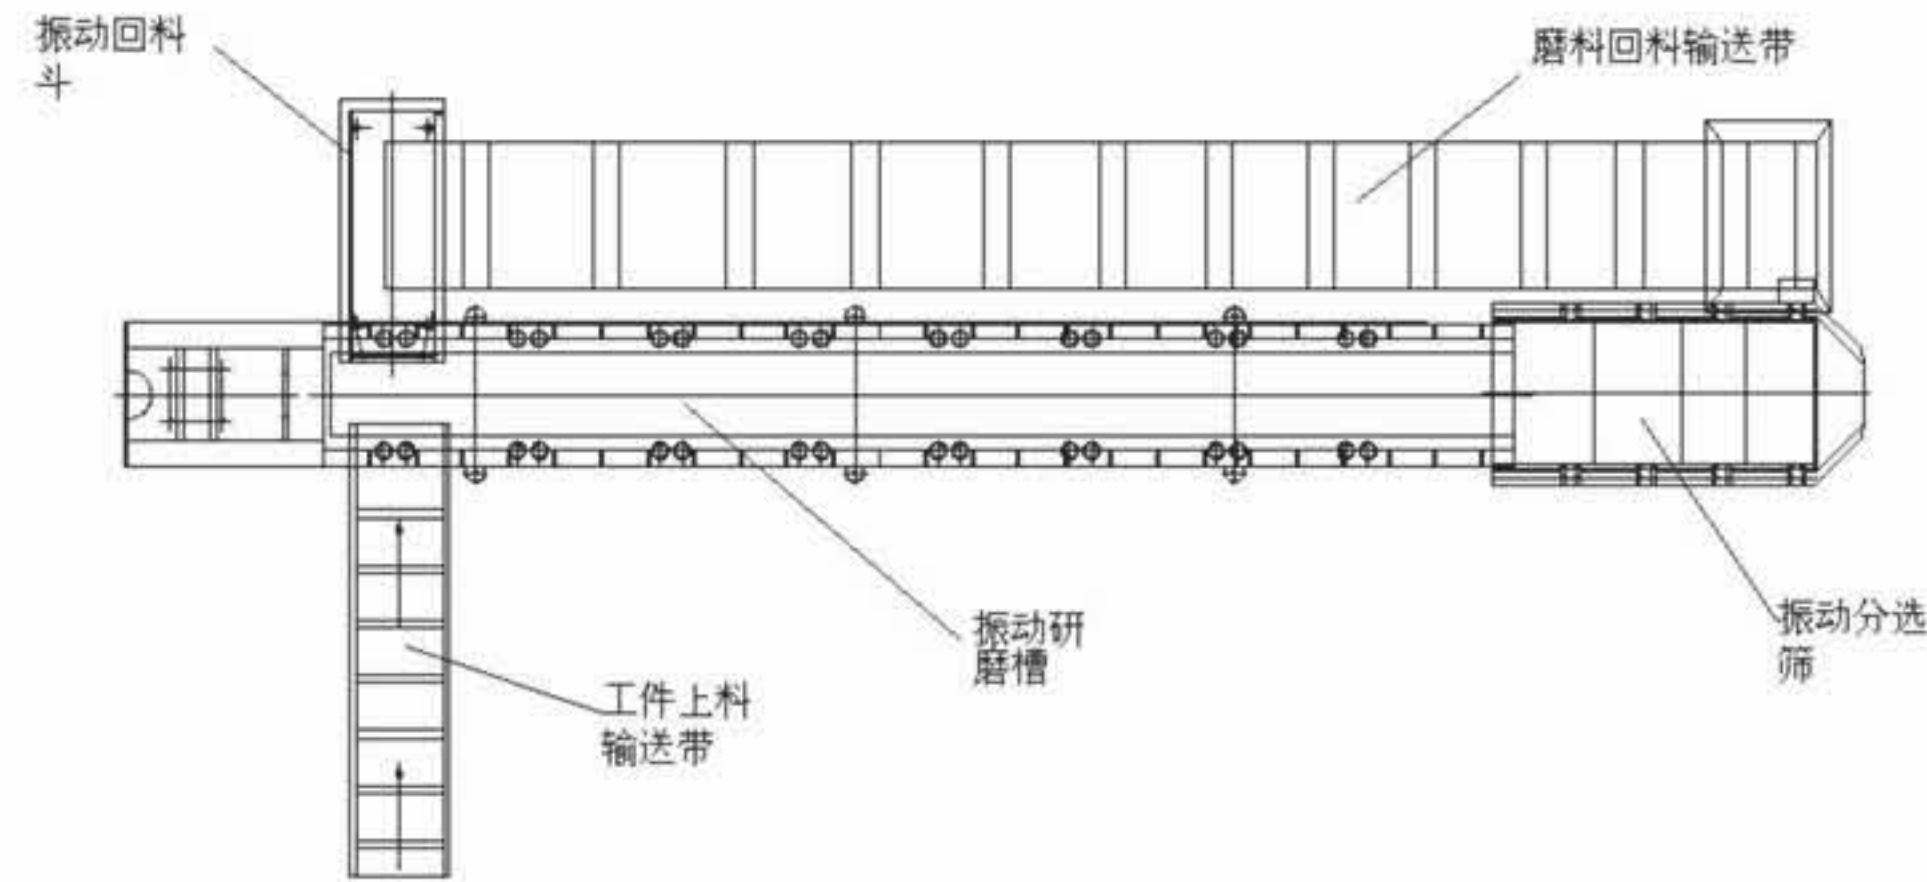 振动回料
斗
磨料回料输送带
振动研
磨槽
振动分选
筛
工件上料
输送带